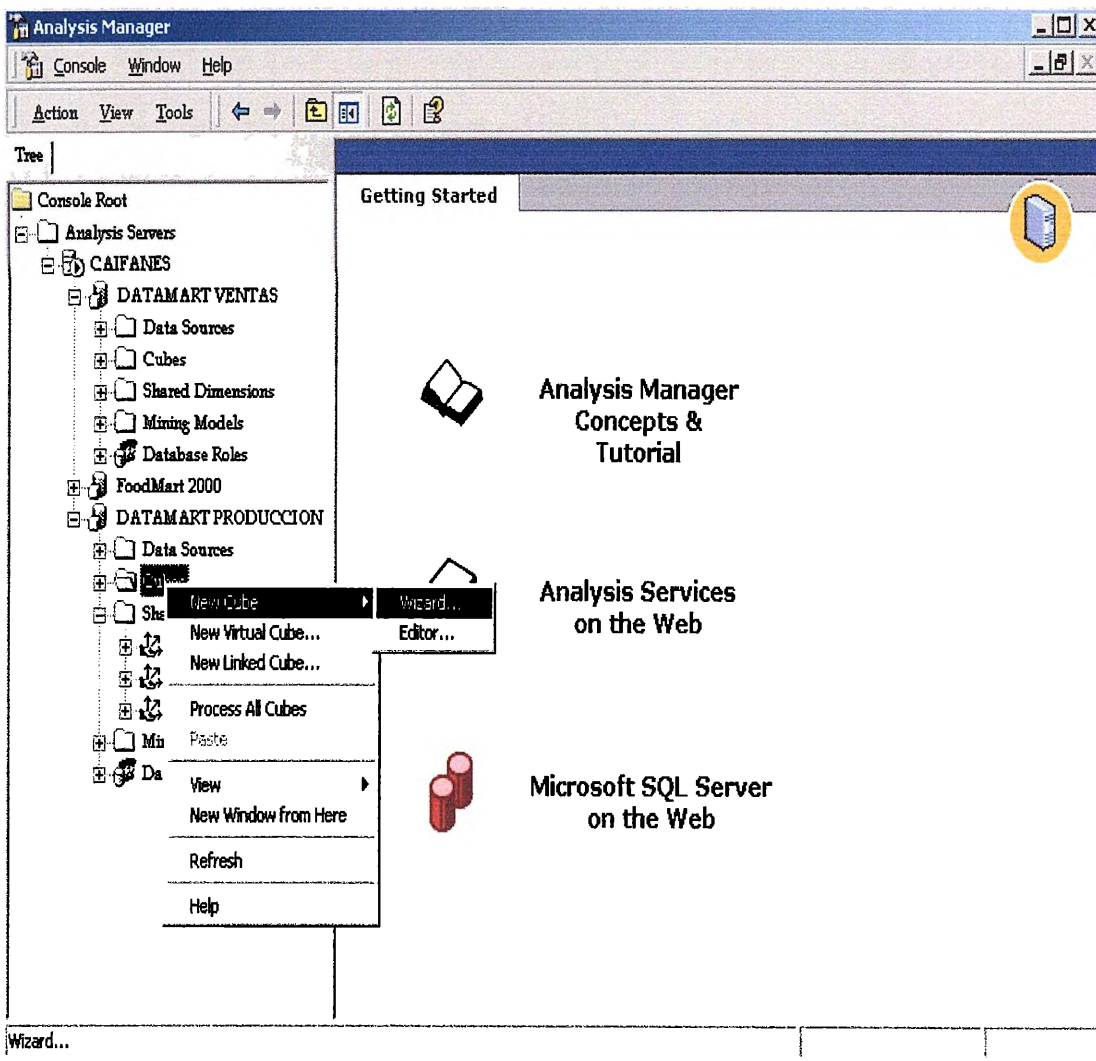 Analysis Manager
Console Window Help
Action View Tools
Tree
Console Root
Analysis Servers
CAIFANES
DATAMART VENTAS
Data Sources
Cubes
Shared Dimensions
Mining Models
Database Roles
FoodMart 2000
DATAMART PRODUCCION
Data Sources
Sha
Mi
Da
New Cube
New Virtual Cube...
New Linked Cube...
Process All Cubes
Paste
View
New Window from Here
Refresh
Help
Wizard...
Editor...
Getting Started
Analysis Manager
Concepts &
Tutorial
Analysis Services
on the Web
Microsoft SQL Server
on the Web
Wizard...